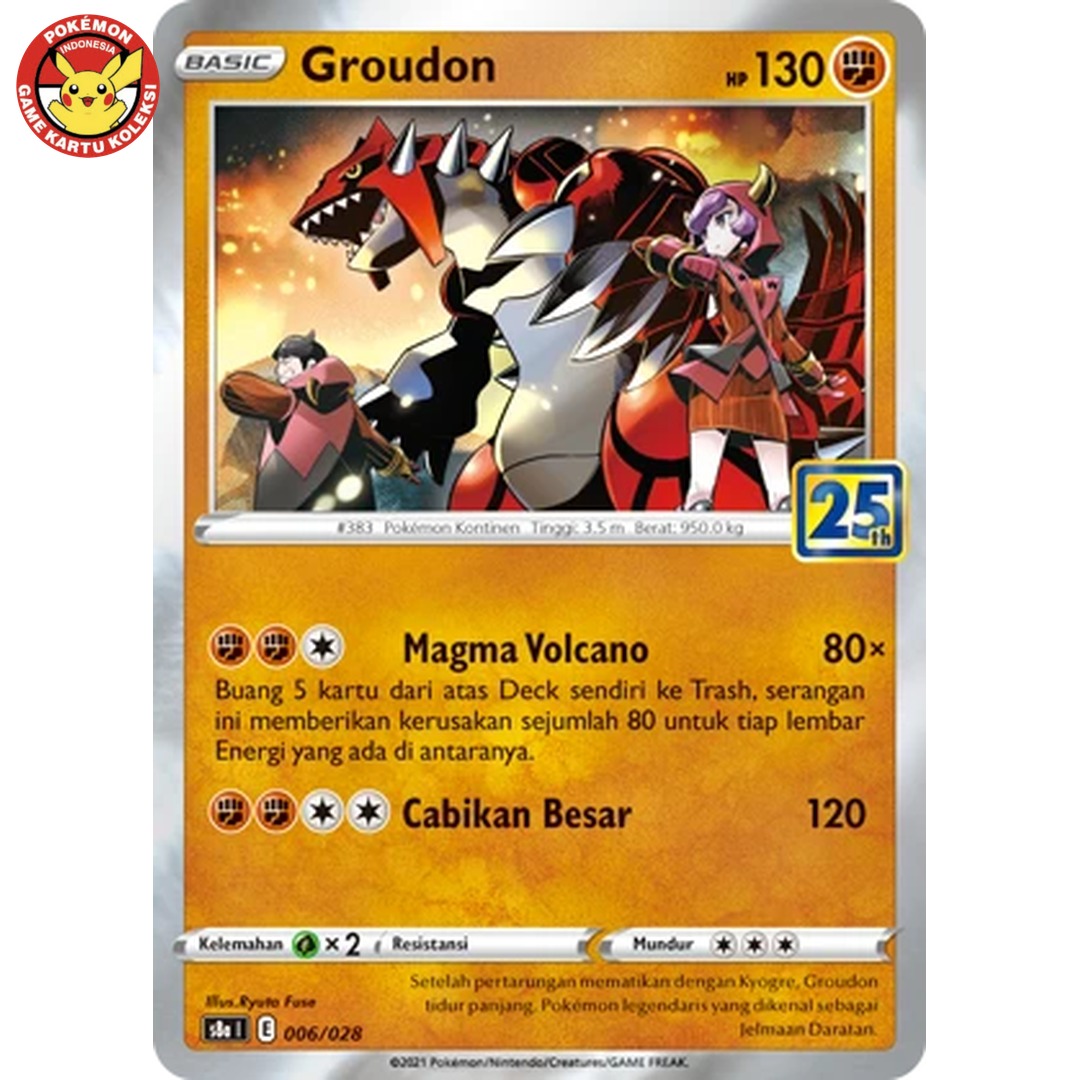 POKÉMON
INDONESIA
GAME KARTU KOLEKSI
BASIC Groudon HP 130
#383 Pokémon Kontinen Tinggi: 3.5 m Berat: 950.0 kg
25th
Magma Volcano 80×
Buang 5 kartu dari atas Deck sendiri ke Trash, serangan
ini memberikan kerusakan sejumlah 80 untuk tiap lembar
Energi yang ada di antaranya.
Cabikan Besar 120
Kelemahan ×2 Resistansi Mundur
Setelah pertarungan mematikan dengan Kyogre, Groudon
tidur panjang. Pokémon legendaris yang dikenal sebagai
Jelmaan Daratan.
Illus. Ryuta Fuse
s8a I E 006/028
©2021 Pokémon/Nintendo/Creatures/GAME FREAK.